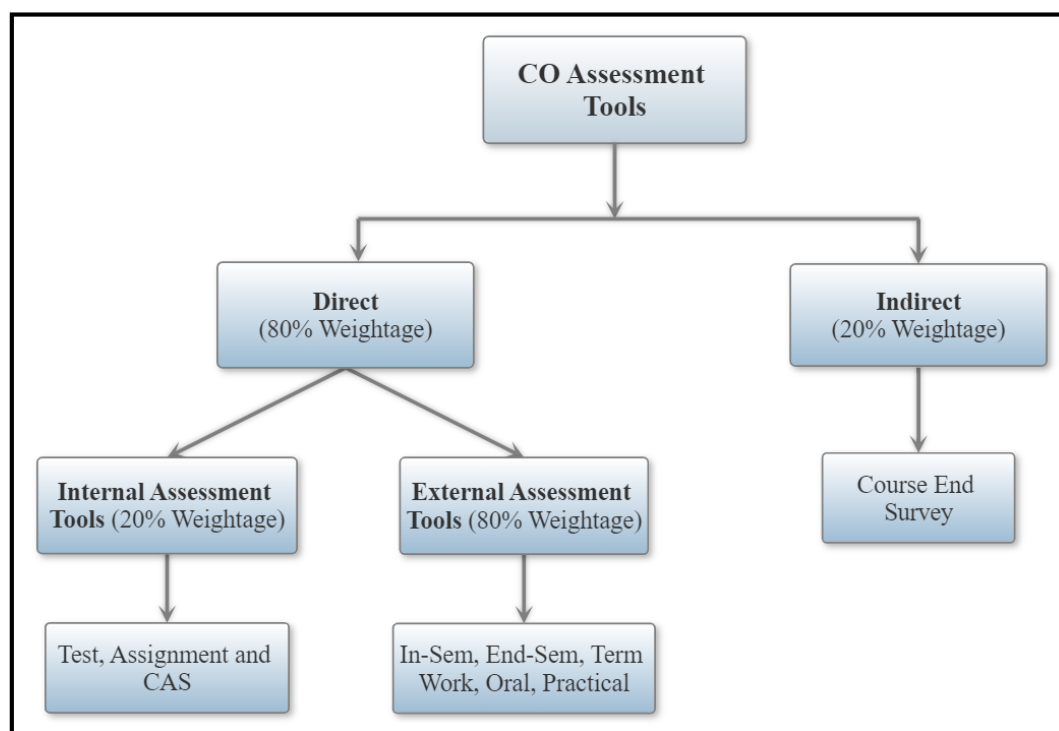 CO Assessment
Tools
Direct
(80% Weightage)
Indirect
(20% Weightage)
Internal Assessment
Tools (20% Weightage)
External Assessment
Tools (80% Weightage)
Course End
Survey
Test, Assignment and
CAS
In-Sem, End-Sem, Term
Work, Oral, Practical